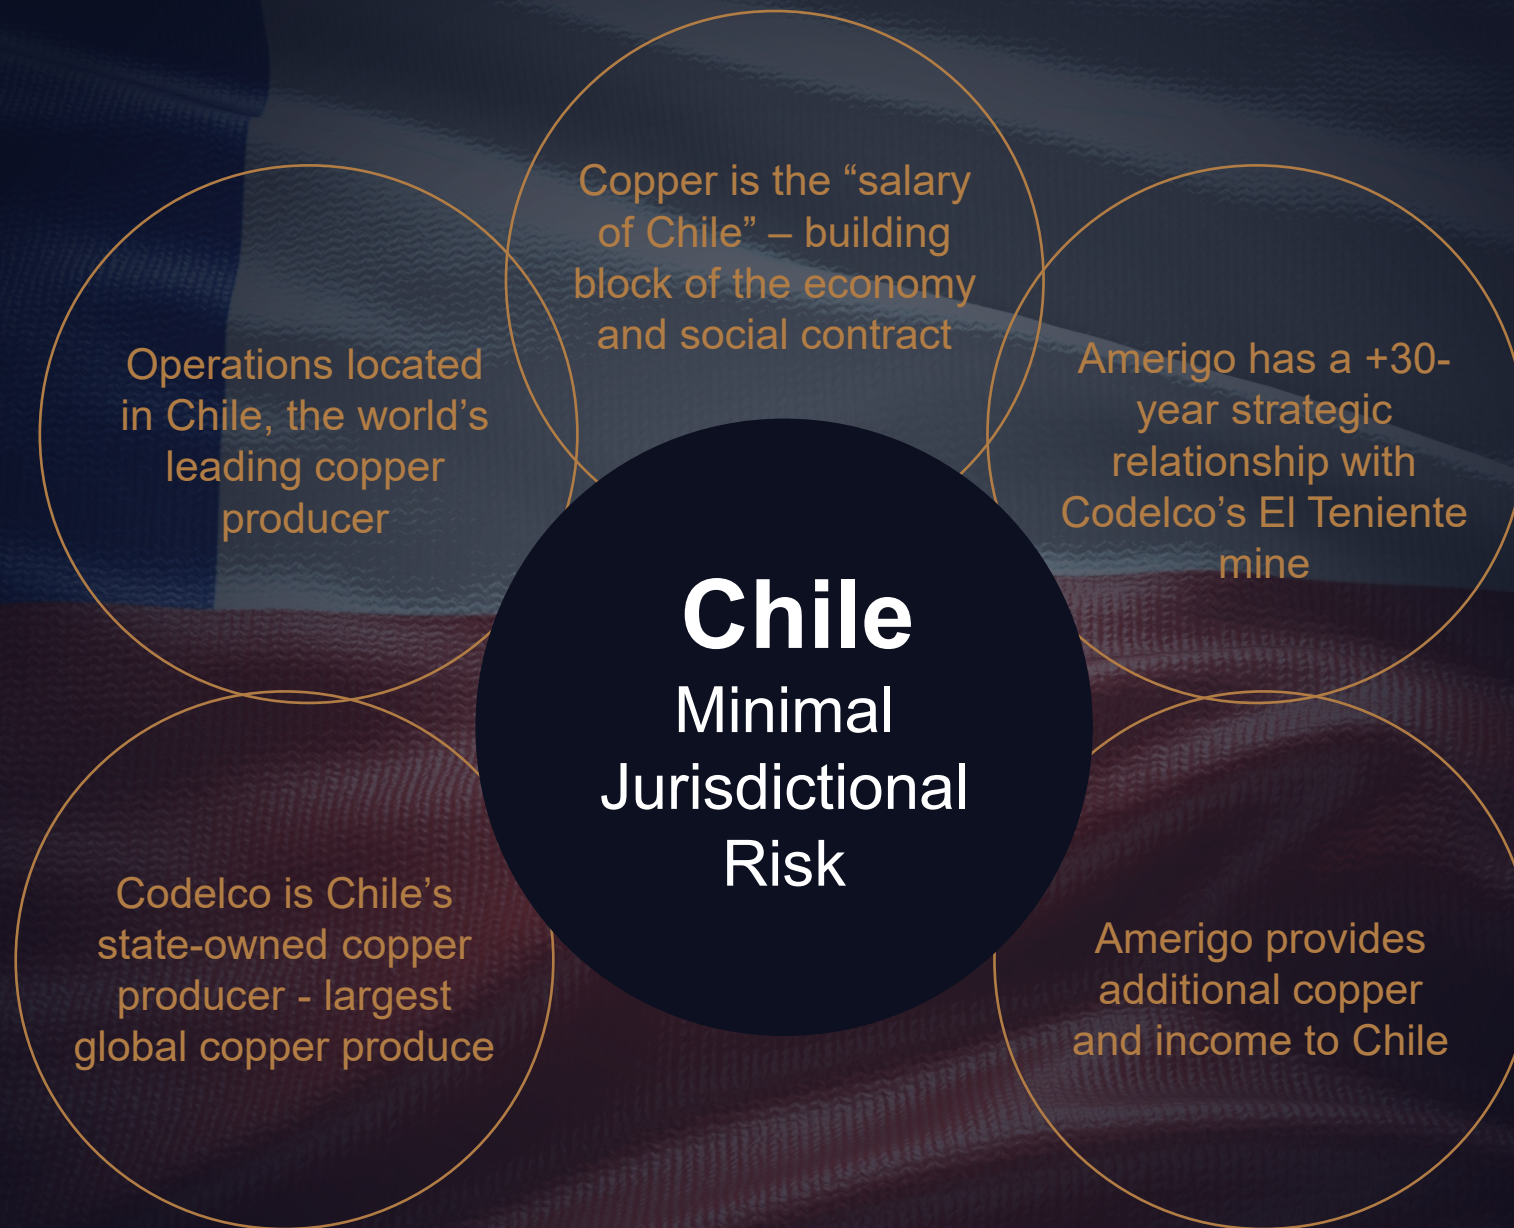 Copper is the “salary
of Chile” – building
block of the economy
and social contract
Operations located
in Chile, the world’s
leading copper
producer
Amerigo has a +30-
year strategic
relationship with
Codelco’s El Teniente
mine
Chile
Minimal
Jurisdictional
Risk
Codelco is Chile’s
state-owned copper
producer - largest
global copper produce
Amerigo provides
additional copper
and income to Chile